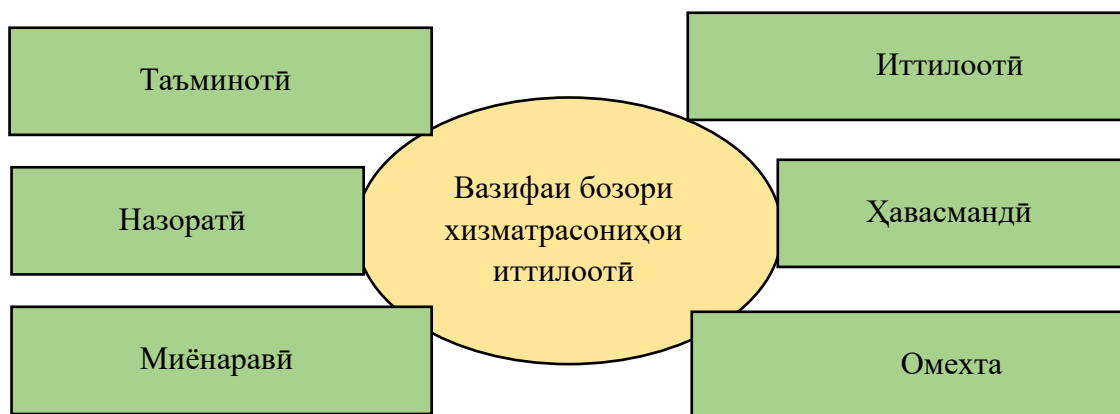 Таъминотӣ
Иттилоотӣ
Назоратӣ
Вазифаи бозори
хизматрасониҳои
иттилоотӣ
Ҳавасмандӣ
Миёнаравӣ
Омехта